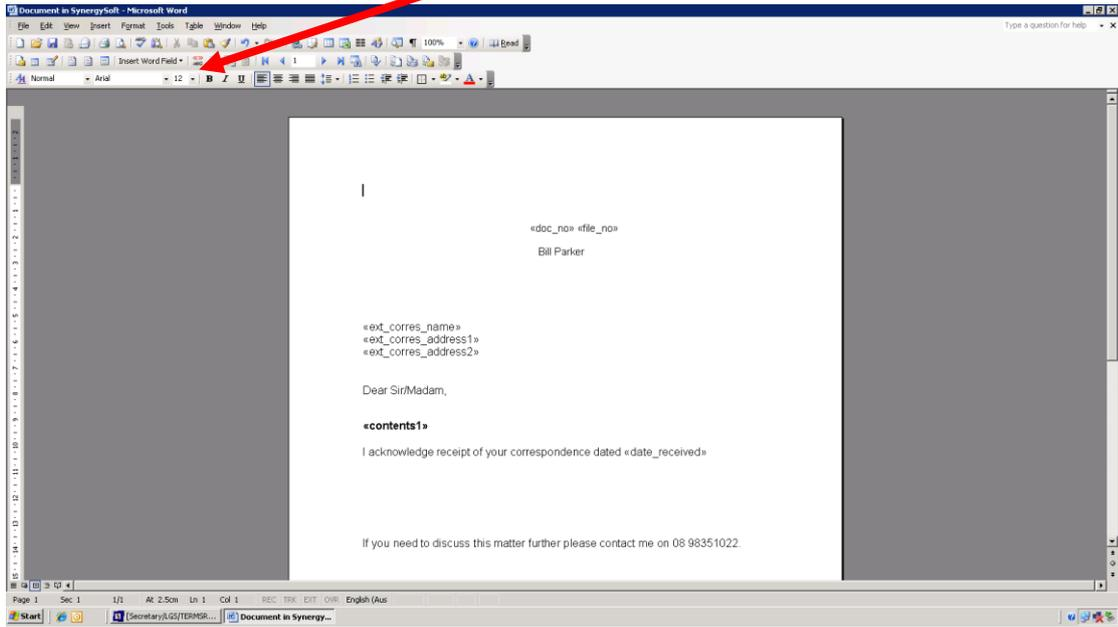 Document in SynergySoft - Microsoft Word
File Edit View Insert Format Tools Table Window Help
Type a question for help
100%
Read
Insert Word Field
1
Normal Arial 12 B I U A
«doc_no» «file_no»
Bill Parker
«ext_corres_name»
«ext_corres_address1»
«ext_corres_address2»
Dear Sir/Madam,
«contents1»
I acknowledge receipt of your correspondence dated «date_received»
If you need to discuss this matter further please contact me on 08 98351022.
Page 1 Sec 1 1/1 At 2.5cm Ln 1 Col 1 REC TRK EXT OVR English (Aus
Start [Secretary/LGS/TERMSR... Document in Synergy...